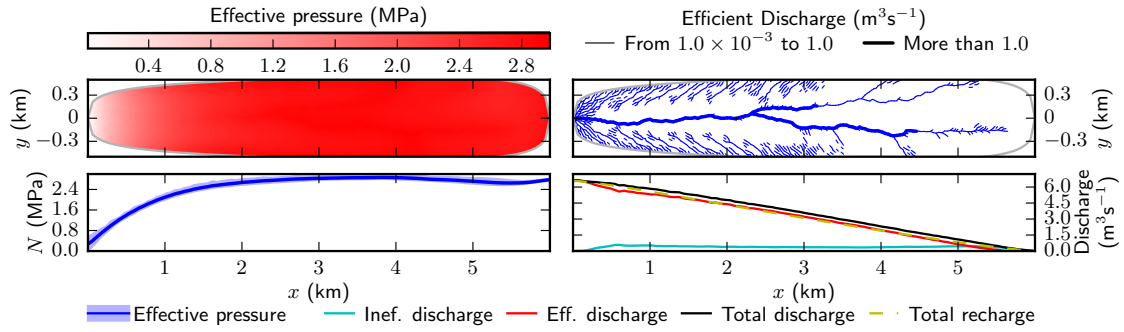 Effective pressure (MPa)
Efficient Discharge (m³s⁻¹)
From 1.0 × 10⁻³ to 1.0
More than 1.0
0.4 0.8 1.2 1.6 2.0 2.4 2.8
y (km)
0.3
0
−0.3
0.3
0
−0.3
y (km)
N (MPa)
2.4
1.6
0.8
0.0
6.0
4.5
3.0
1.5
0.0
Discharge
(m³s⁻¹)
1 2 3 4 5
x (km)
1 2 3 4 5
x (km)
Effective pressure
Inef. discharge
Eff. discharge
Total discharge
Total recharge